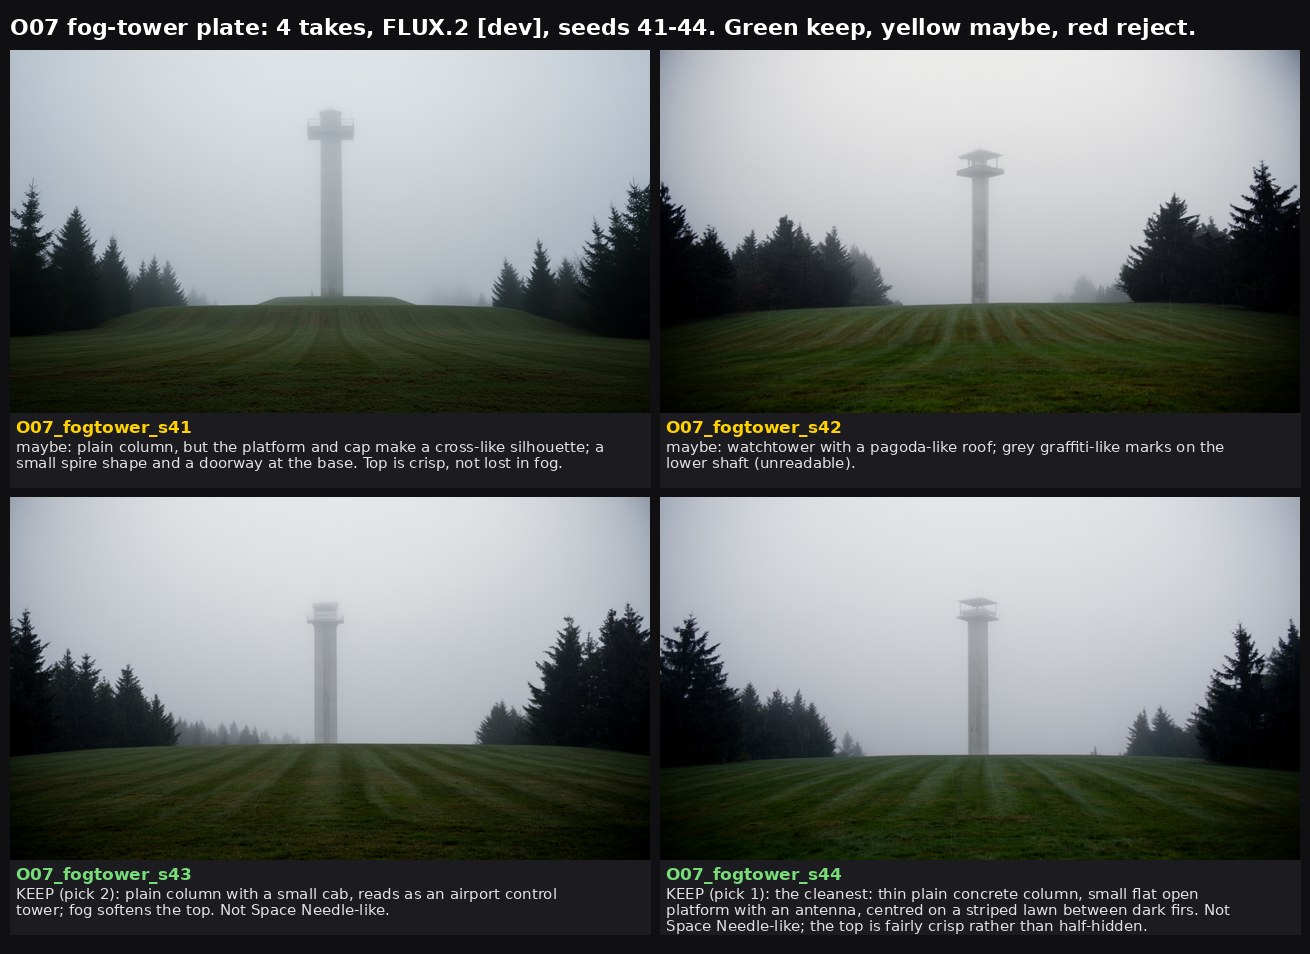 O07 fog-tower plate: 4 takes, FLUX.2 [dev], seeds 41-44. Green keep, yellow maybe, red reject.
O07_fogtower_s41
maybe: plain column, but the platform and cap make a cross-like silhouette; a
small spire shape and a doorway at the base. Top is crisp, not lost in fog.
O07_fogtower_s42
maybe: watchtower with a pagoda-like roof; grey graffiti-like marks on the
lower shaft (unreadable).
O07_fogtower_s43
KEEP (pick 2): plain column with a small cab, reads as an airport control
tower; fog softens the top. Not Space Needle-like.
O07_fogtower_s44
KEEP (pick 1): the cleanest: thin plain concrete column, small flat open
platform with an antenna, centred on a striped lawn between dark firs. Not
Space Needle-like; the top is fairly crisp rather than half-hidden.